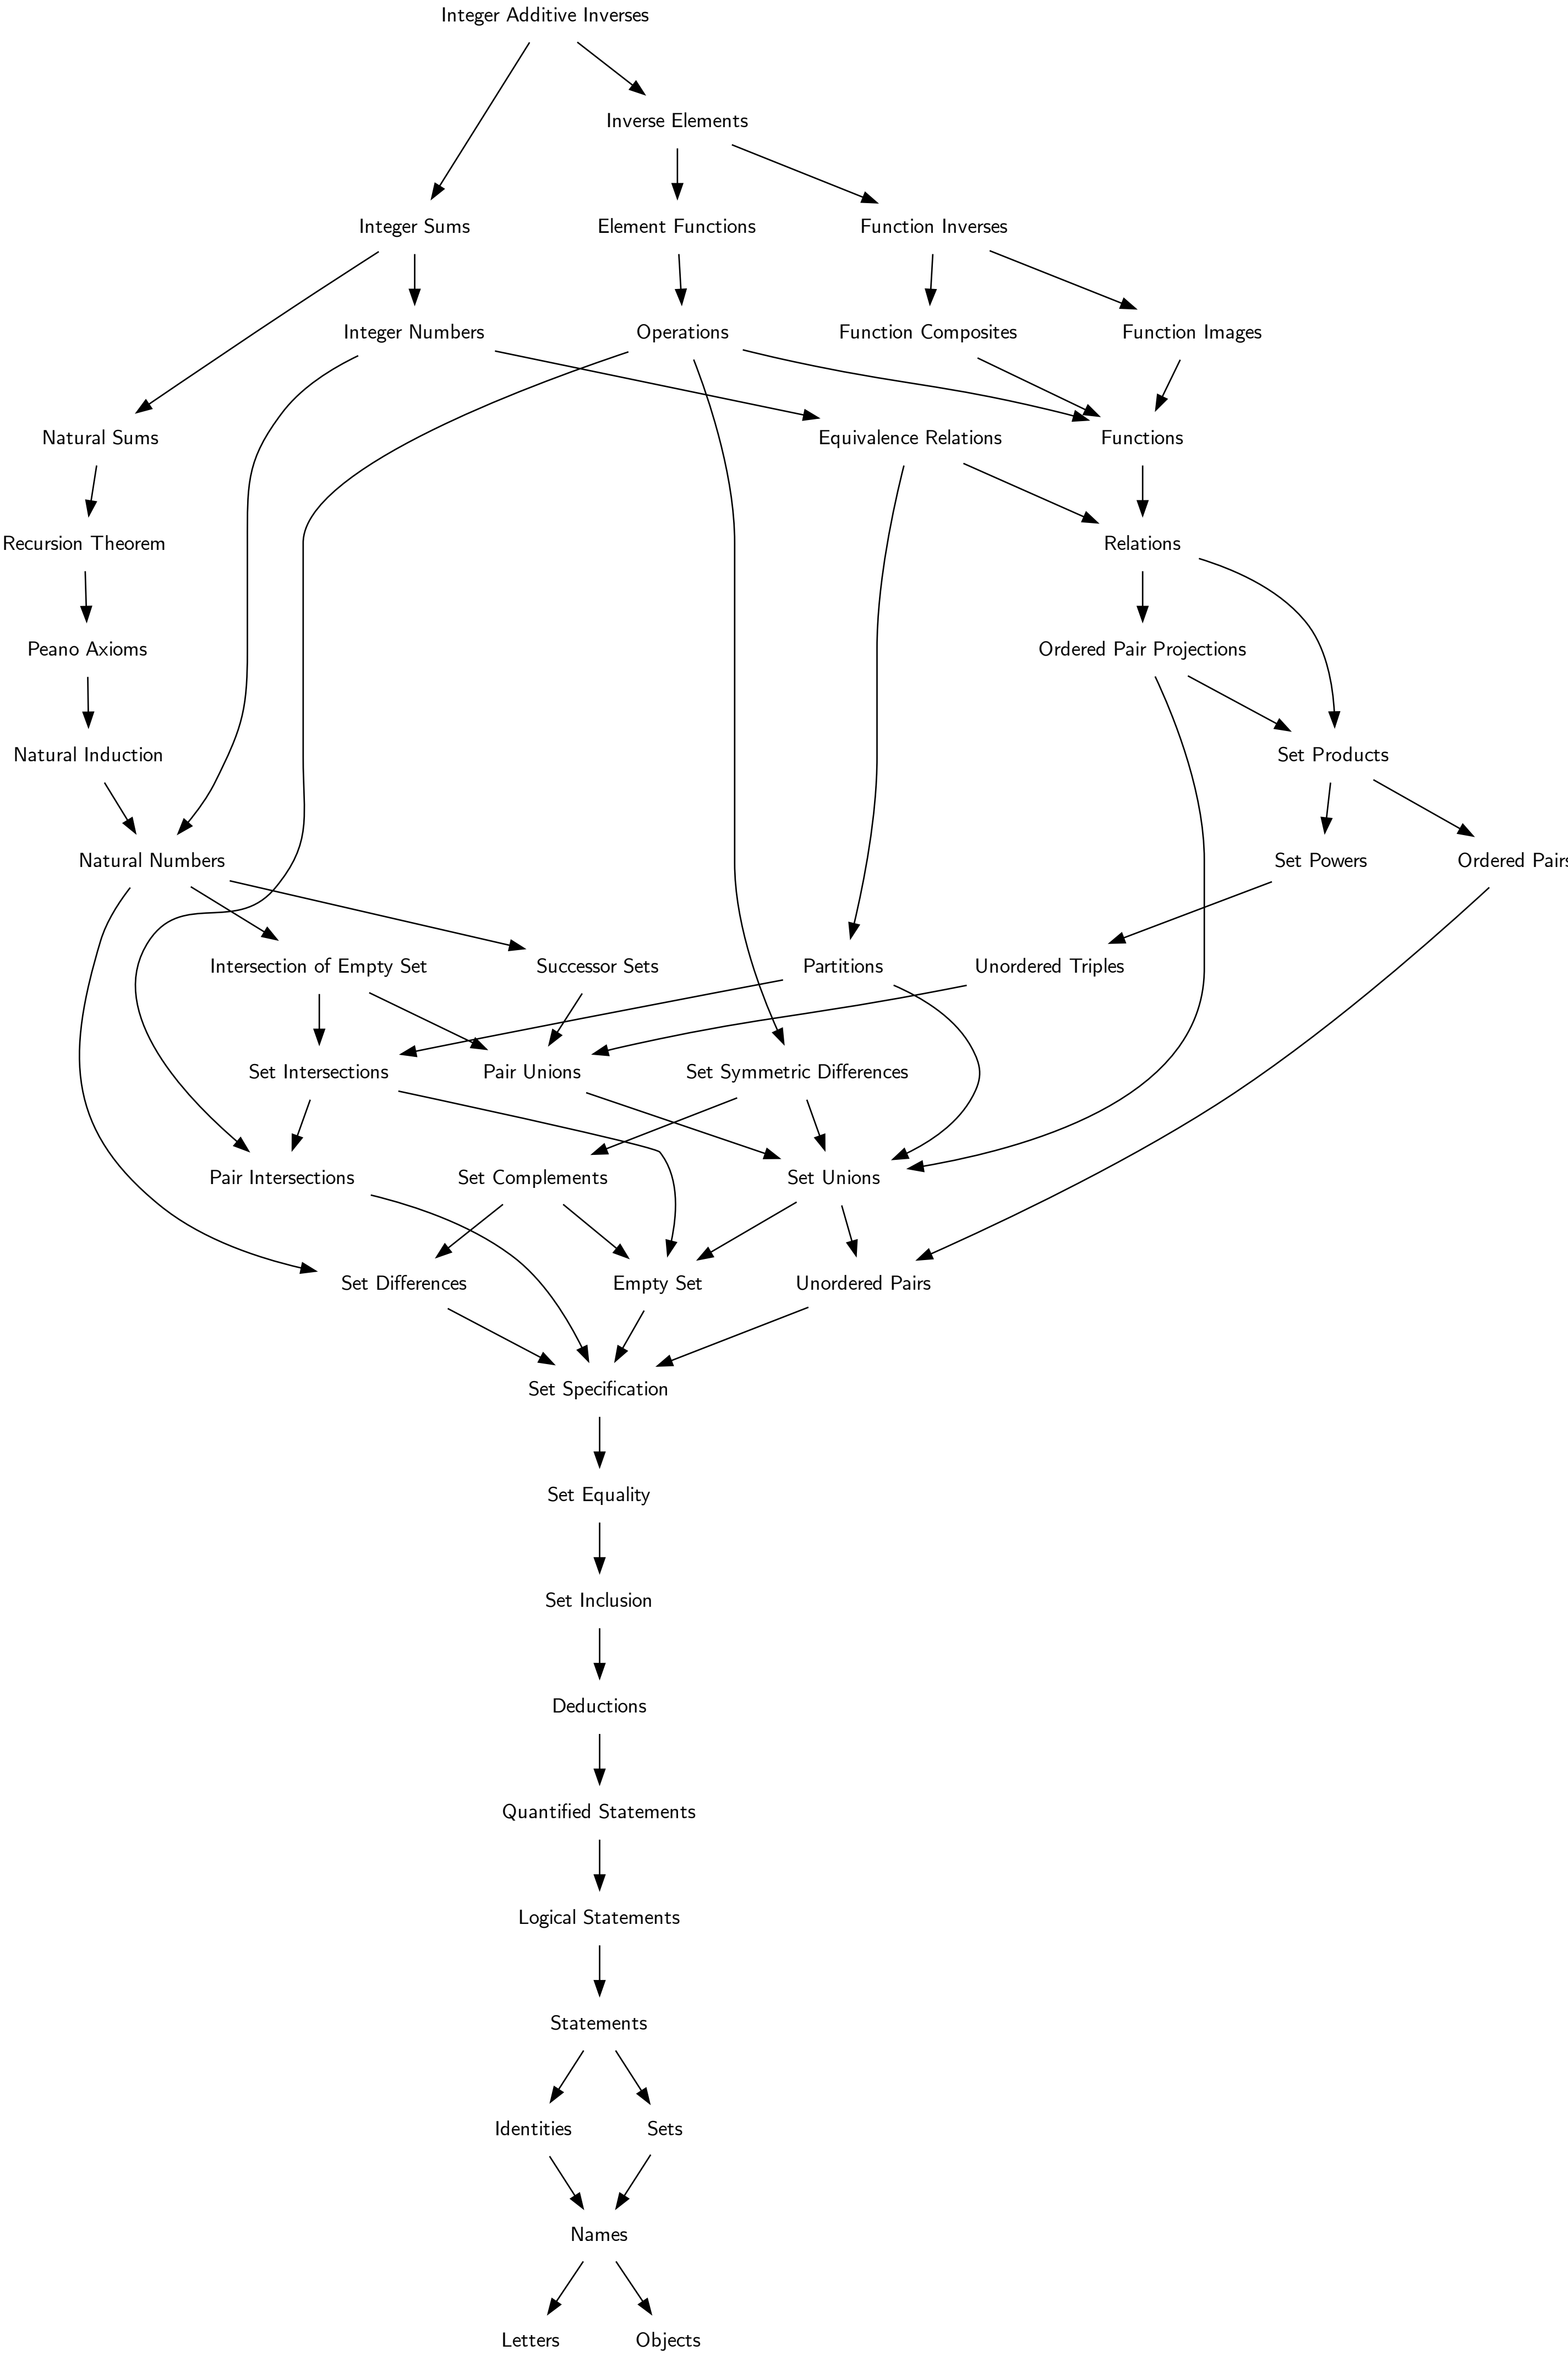 Integer Additive Inverses
Inverse Elements
Integer Sums
Element Functions
Function Inverses
Integer Numbers
Operations
Function Composites
Function Images
Natural Sums
Equivalence Relations
Functions
Recursion Theorem
Relations
Peano Axioms
Ordered Pair Projections
Natural Induction
Set Products
Natural Numbers
Set Powers
Ordered Pairs
Intersection of Empty Set
Successor Sets
Partitions
Unordered Triples
Set Intersections
Pair Unions
Set Symmetric Differences
Pair Intersections
Set Complements
Set Unions
Set Differences
Empty Set
Unordered Pairs
Set Specification
Set Equality
Set Inclusion
Deductions
Quantified Statements
Logical Statements
Statements
Identities
Sets
Names
Letters
Objects